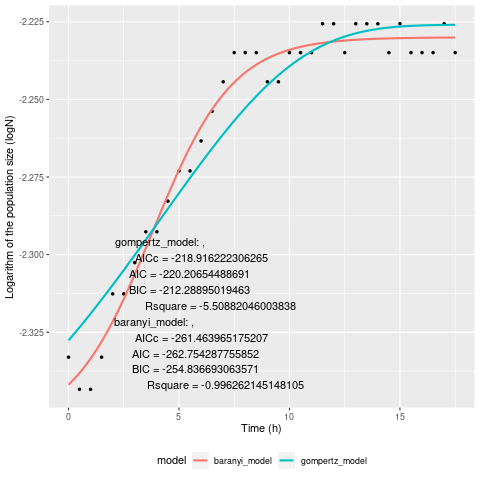 -2.225
-2.250
-2.275
-2.300
-2.325
Logarithm of the population size (logN)
gompertz_model: ,
AICc = -218.916222306265
AIC = -220.20654488691
BIC = -212.28895019463
Rsquare = -5.50882046003838
baranyi_model: ,
AICc = -261.463965175207
AIC = -262.754287755852
BIC = -254.836693063571
Rsquare = -0.996262145148105
0 5 10 15
Time (h)
model baranyi_model gompertz_model